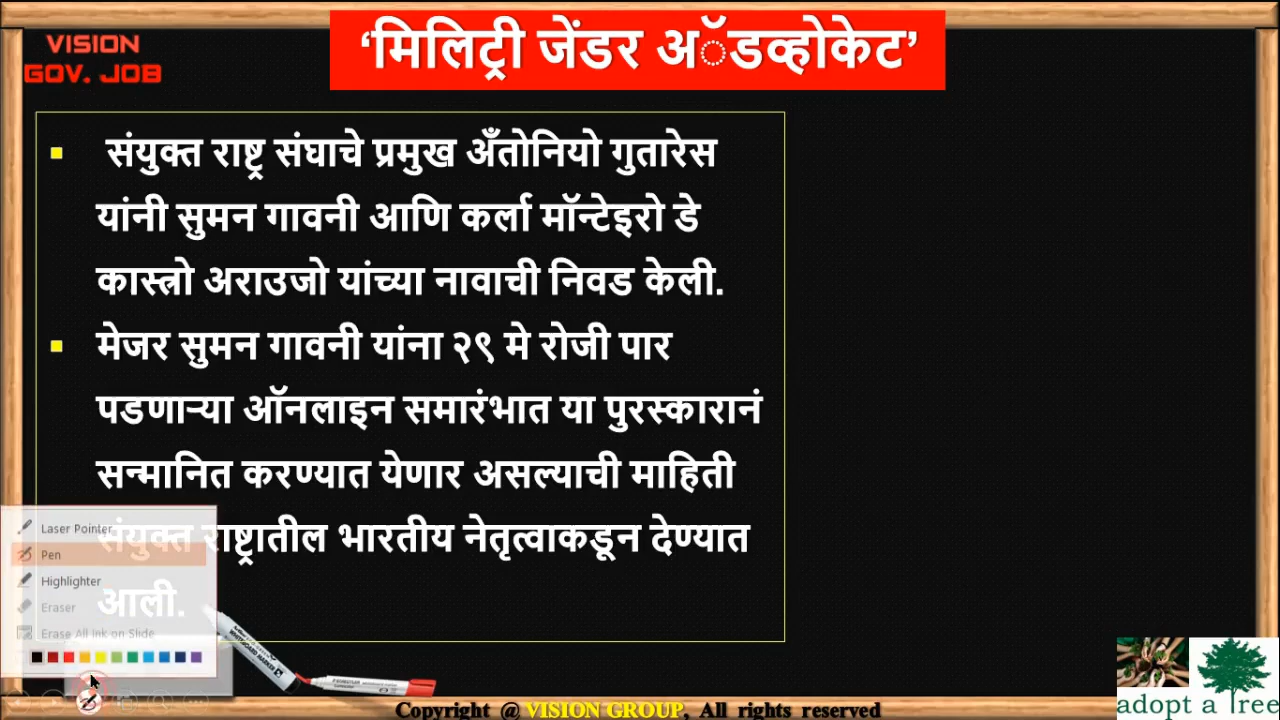 VISION
GOV. JOB
‘मिलिट्री जेंडर अॅडव्होकेट’
संयुक्त राष्ट्र संघाचे प्रमुख अँतोनियो गुतारेस
यांनी सुमन गावनी आणि कर्ला मॉन्टेइरो डे
कास्त्रो अराउजो यांच्या नावाची निवड केली.
मेजर सुमन गावनी यांना २९ मे रोजी पार
पडणाऱ्या ऑनलाइन समारंभात या पुरस्कारानं
सन्मानित करण्यात येणार असल्याची माहिती
संयुक्त राष्ट्रातील भारतीय नेतृत्वाकडून देण्यात
आली.
Laser Pointer
Pen
Highlighter
Eraser
Erase All Ink on Slide
adopt a Tree
Copyright @ VISION GROUP, All rights reserved